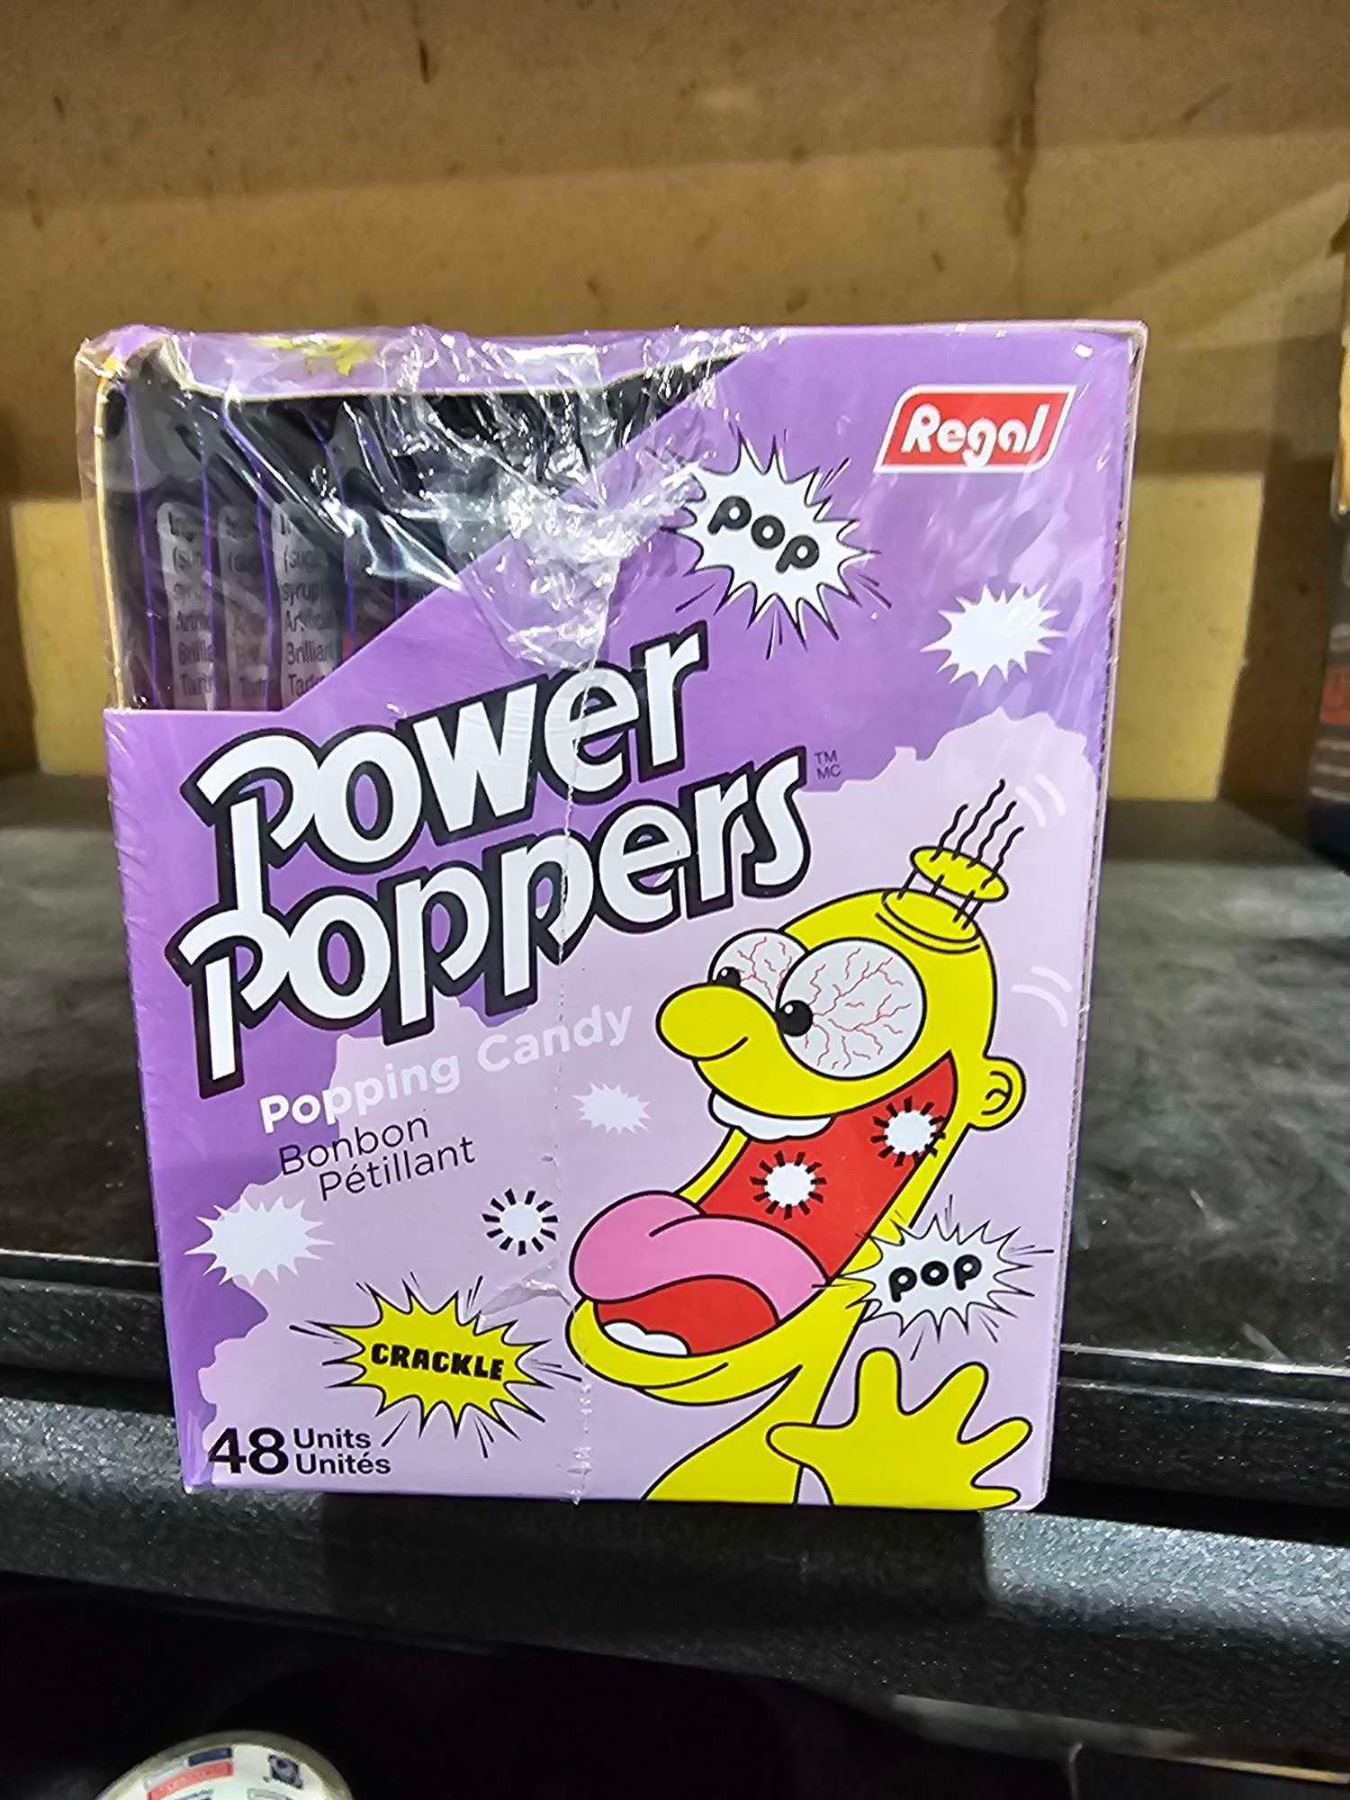 Regal
POP
Power
Poppers
TM
MC
Popping Candy
Bonbon
Pétillant
POP
CRACKLE
48 Units
Unités